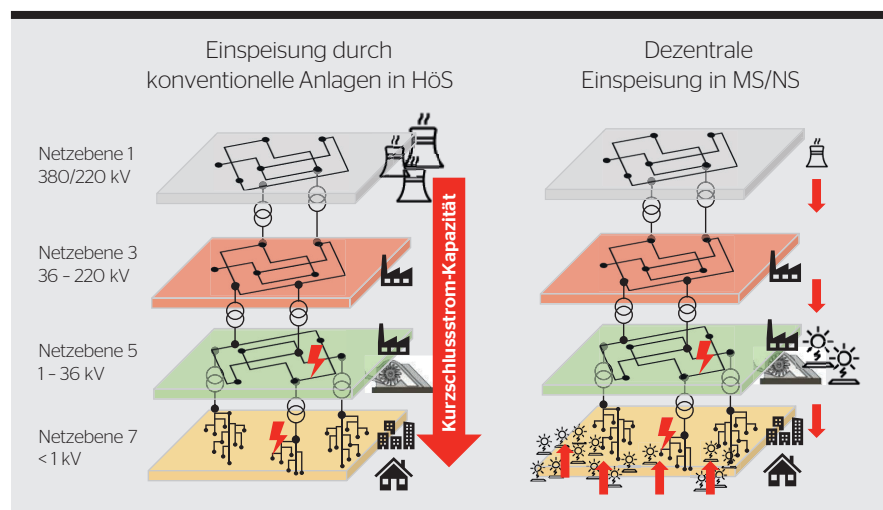 Einspeisung durch
konventionelle Anlagen in HöS
Dezentrale
Einspeisung in MS/NS
Netzebene 1
380/220 kV
Netzebene 3
36 – 220 kV
Netzebene 5
1 – 36 kV
Netzebene 7
< 1 kV
Kurzschlussstrom-Kapazität